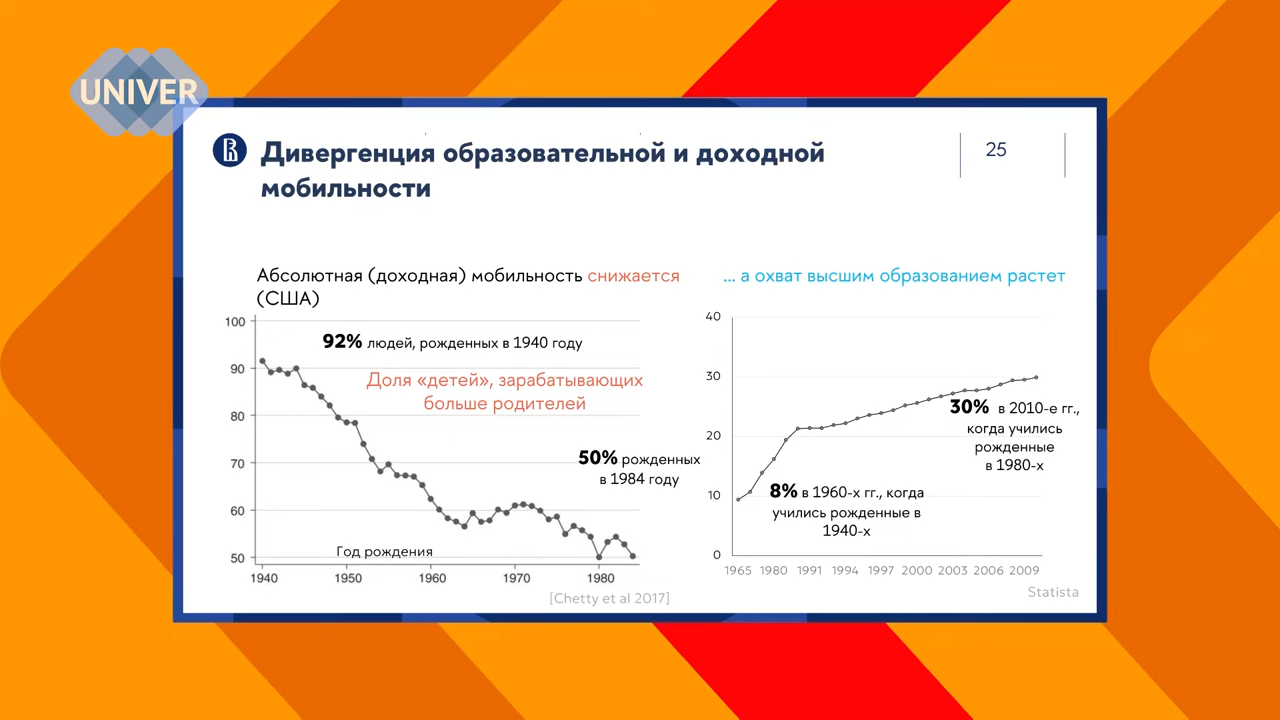 UNIVER
Дивергенция образовательной и доходной
мобильности
25
Абсолютная (доходная) мобильность снижается
(США)
100
90
80
70
60
50
92% людей, рожденных в 1940 году
Доля «детей», зарабатывающих
больше родителей
50% рожденных
в 1984 году
Год рождения
1940 1950 1960 1970 1980
[Chetty et al 2017]
... а охват высшим образованием растет
40
30
20
10
0
30% в 2010-е гг.,
когда учились
рожденные
в 1980-х
8% в 1960-х гг., когда
учились рожденные в
1940-х
1965 1980 1991 1994 1997 2000 2003 2006 2009
Statista